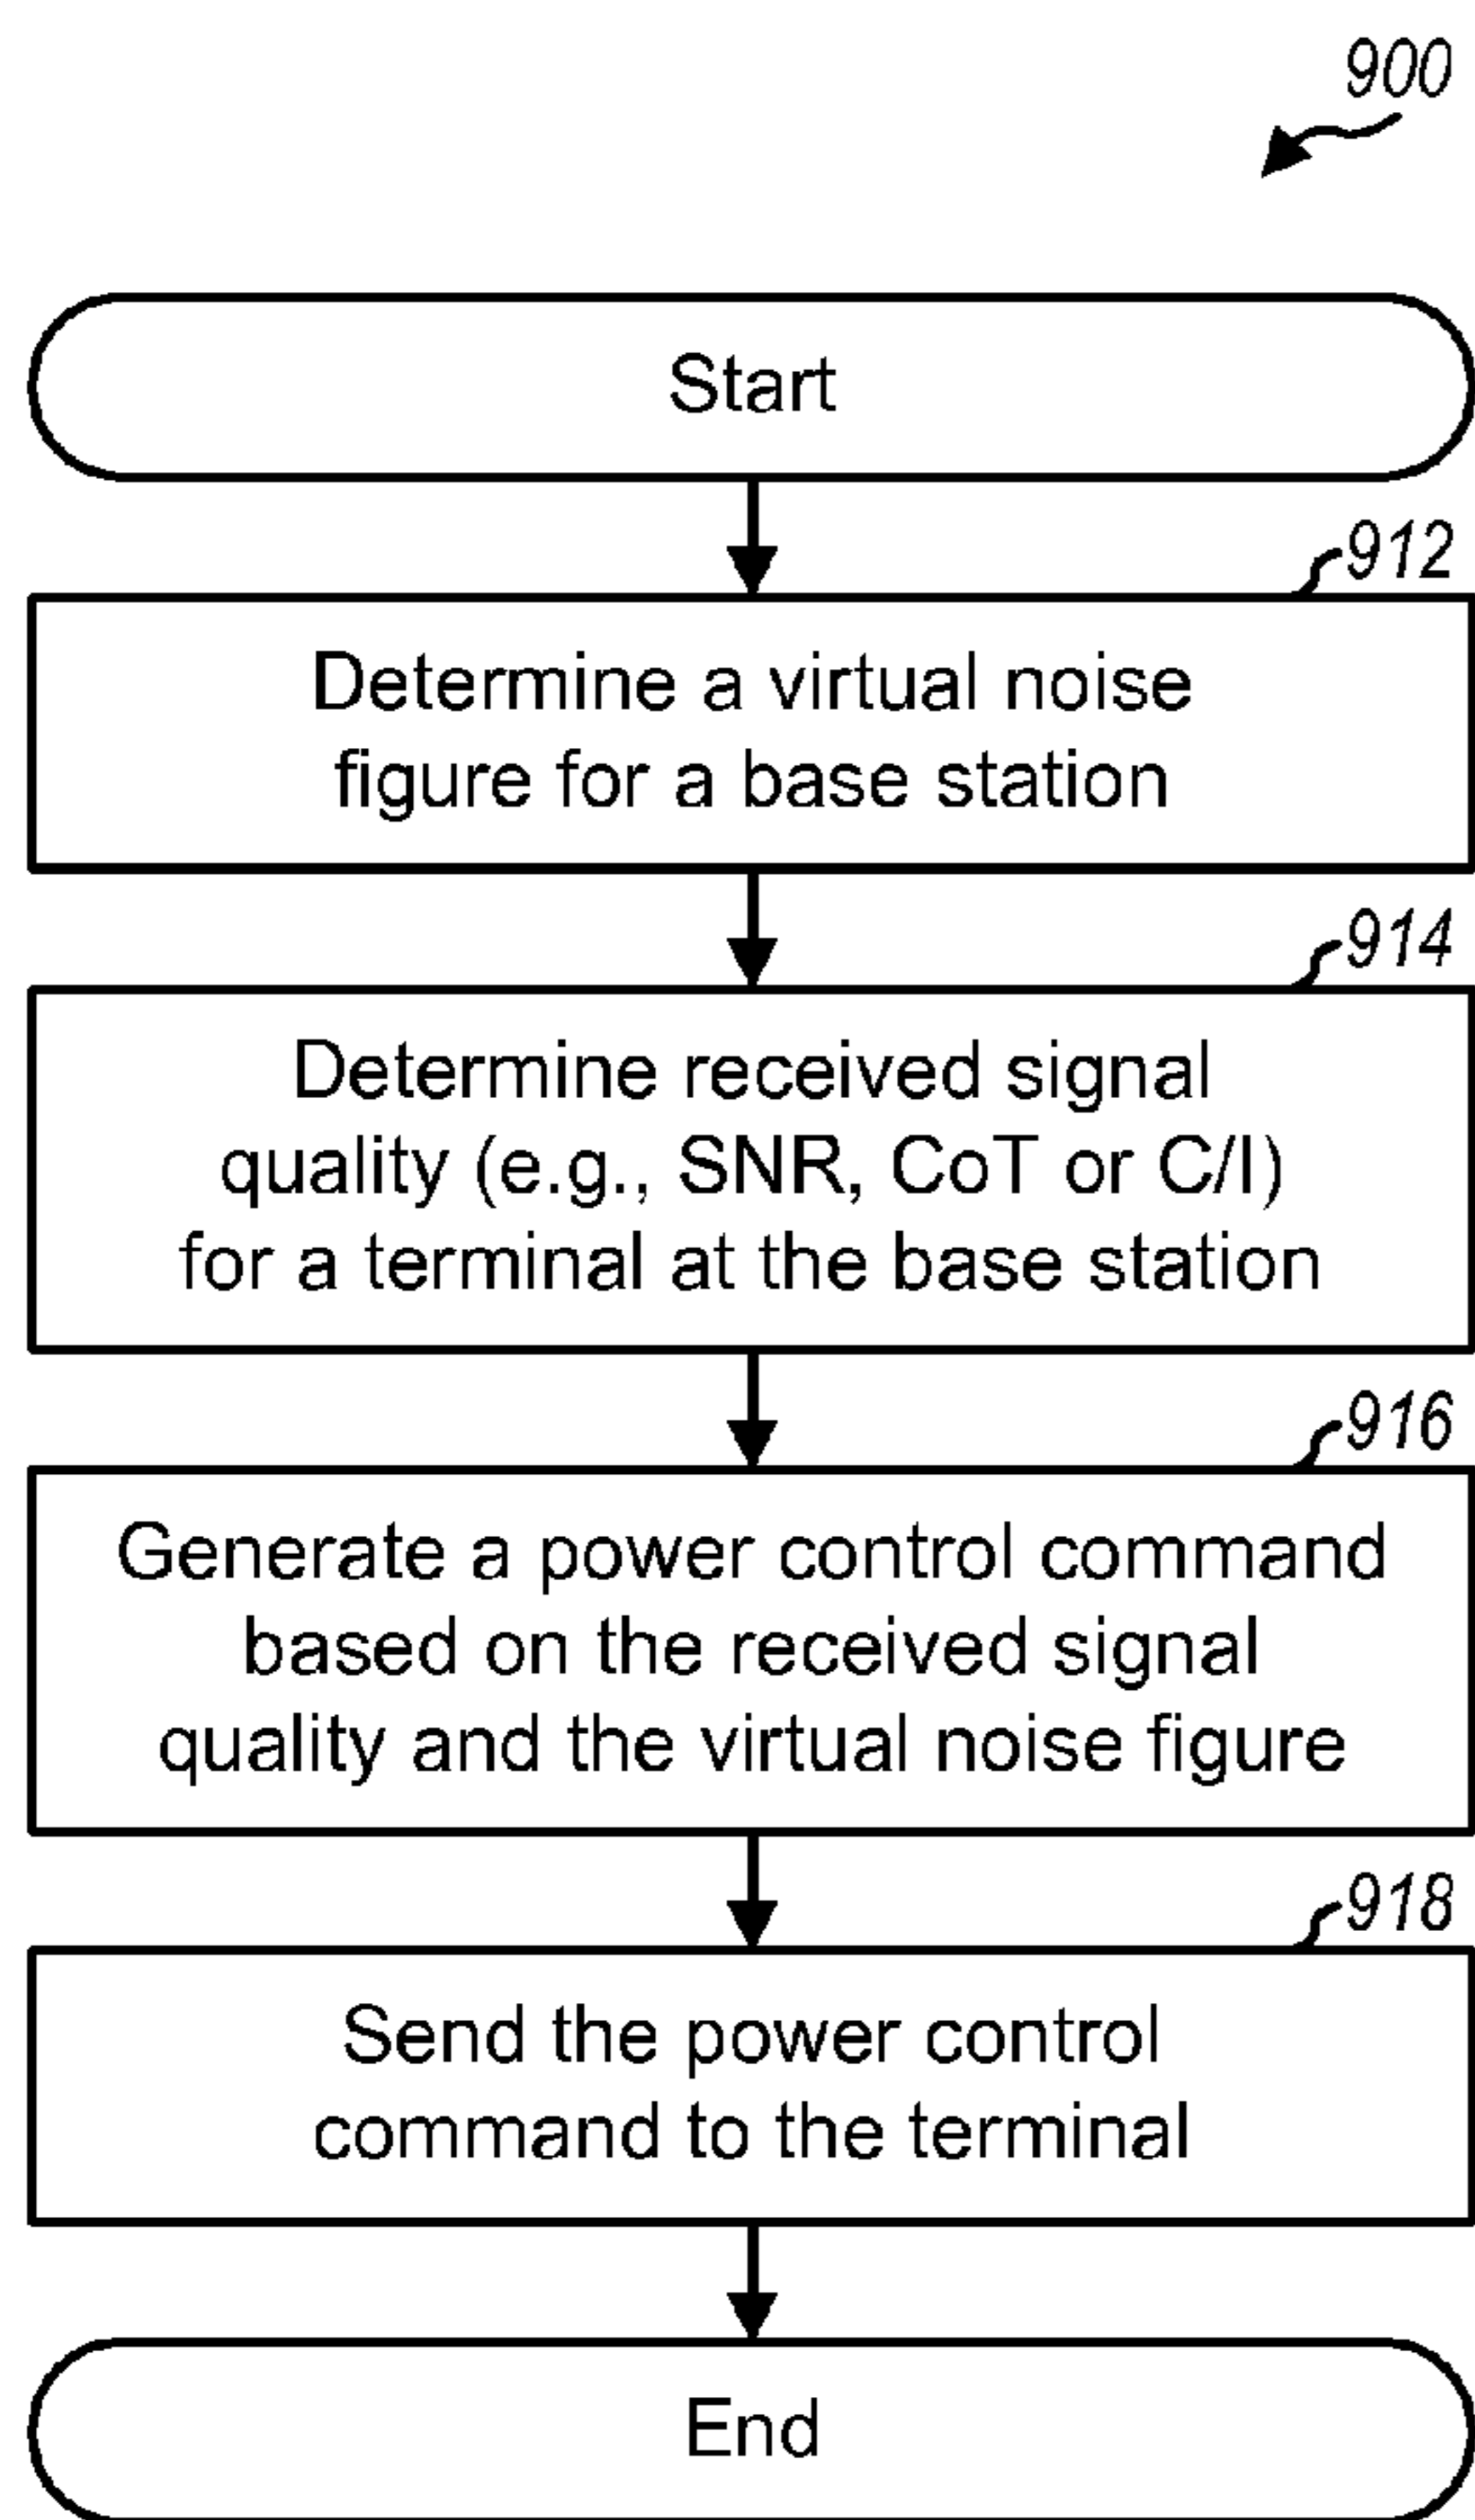 900
Start
912
Determine a virtual noise
figure for a base station
914
Determine received signal
quality (e.g., SNR, CoT or C/I)
for a terminal at the base station
916
Generate a power control command
based on the received signal
quality and the virtual noise figure
918
Send the power control
command to the terminal
End